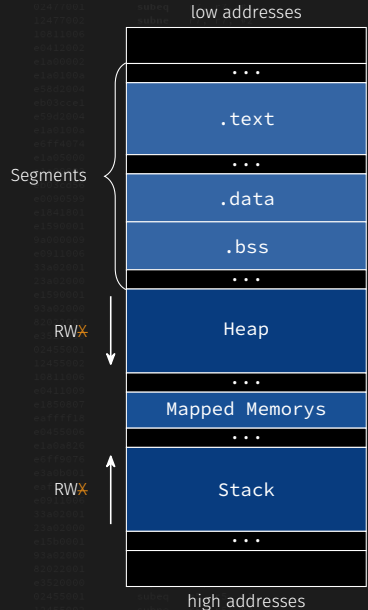 low addresses
...
.text
...
Segments
.data
.bss
...
RWX
Heap
...
Mapped Memorys
...
RWX
Stack
...
high addresses